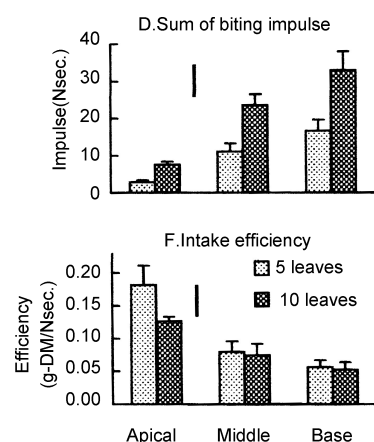 D.Sum of biting impulse
Impulse(Nsec.)
40
30
20
10
0
F.Intake efficiency
Efficiency
(g-DM/Nsec.)
0.20
0.15
0.10
0.05
0.00
5 leaves
10 leaves
Apical Middle Base